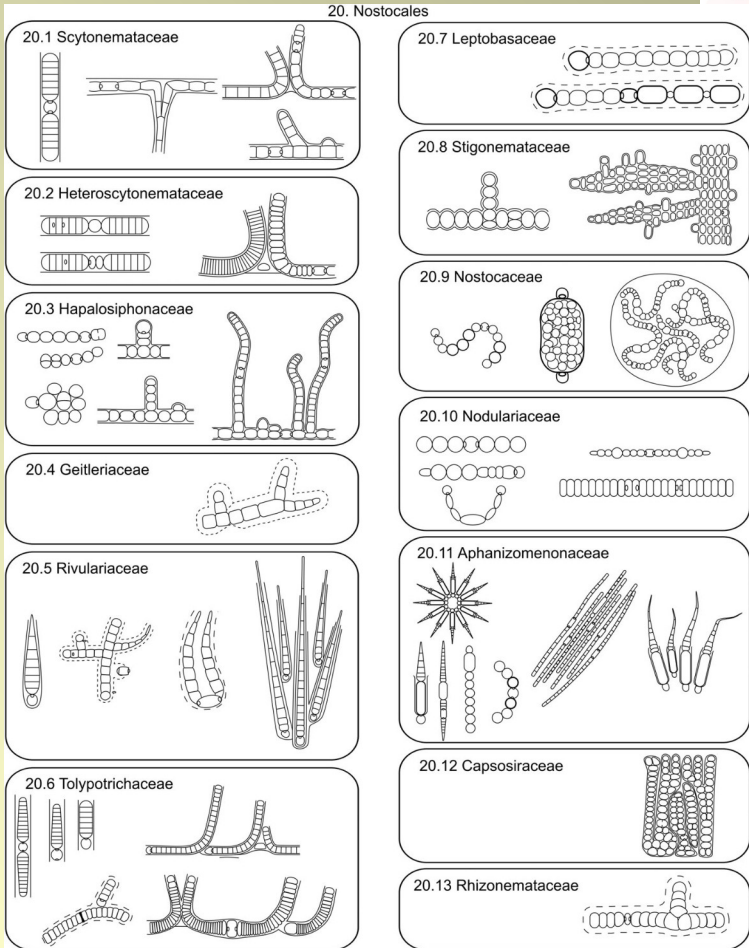 20. Nostocales
20.1 Scytonemataceae
20.2 Heteroscytonemataceae
20.3 Hapalosiphonaceae
20.4 Geitleriaceae
20.5 Rivulariaceae
20.6 Tolypotrichaceae
20.7 Leptobasaceae
20.8 Stigonemataceae
20.9 Nostocaceae
20.10 Nodulariaceae
20.11 Aphanizomenonaceae
20.12 Capsosiraceae
20.13 Rhizonemataceae